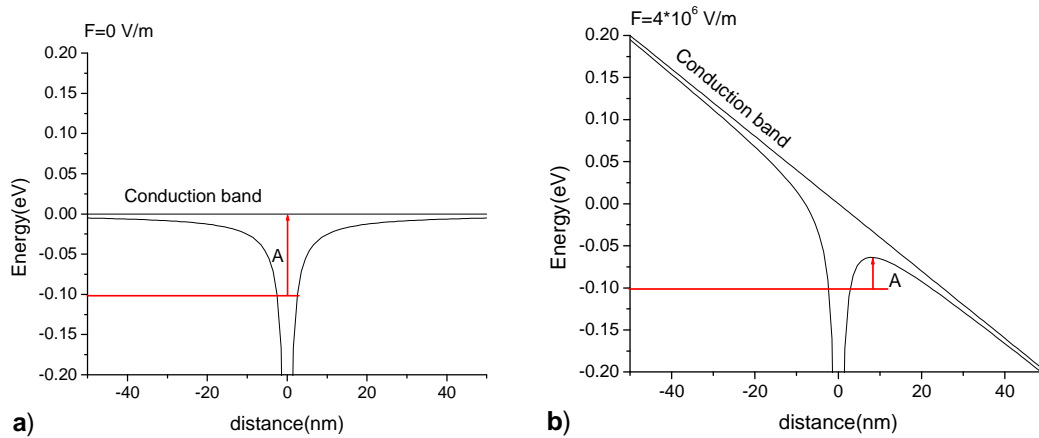 F=0 V/m
0.20
0.15
0.10
0.05
0.00
-0.05
-0.10
-0.15
-0.20
Energy(eV)
Conduction band
A
-40
-20
0
20
40
distance(nm)
a)
F=4*10⁶ V/m
0.20
0.15
0.10
0.05
0.00
-0.05
-0.10
-0.15
-0.20
Energy(eV)
Conduction band
A
-40
-20
0
20
40
distance(nm)
b)